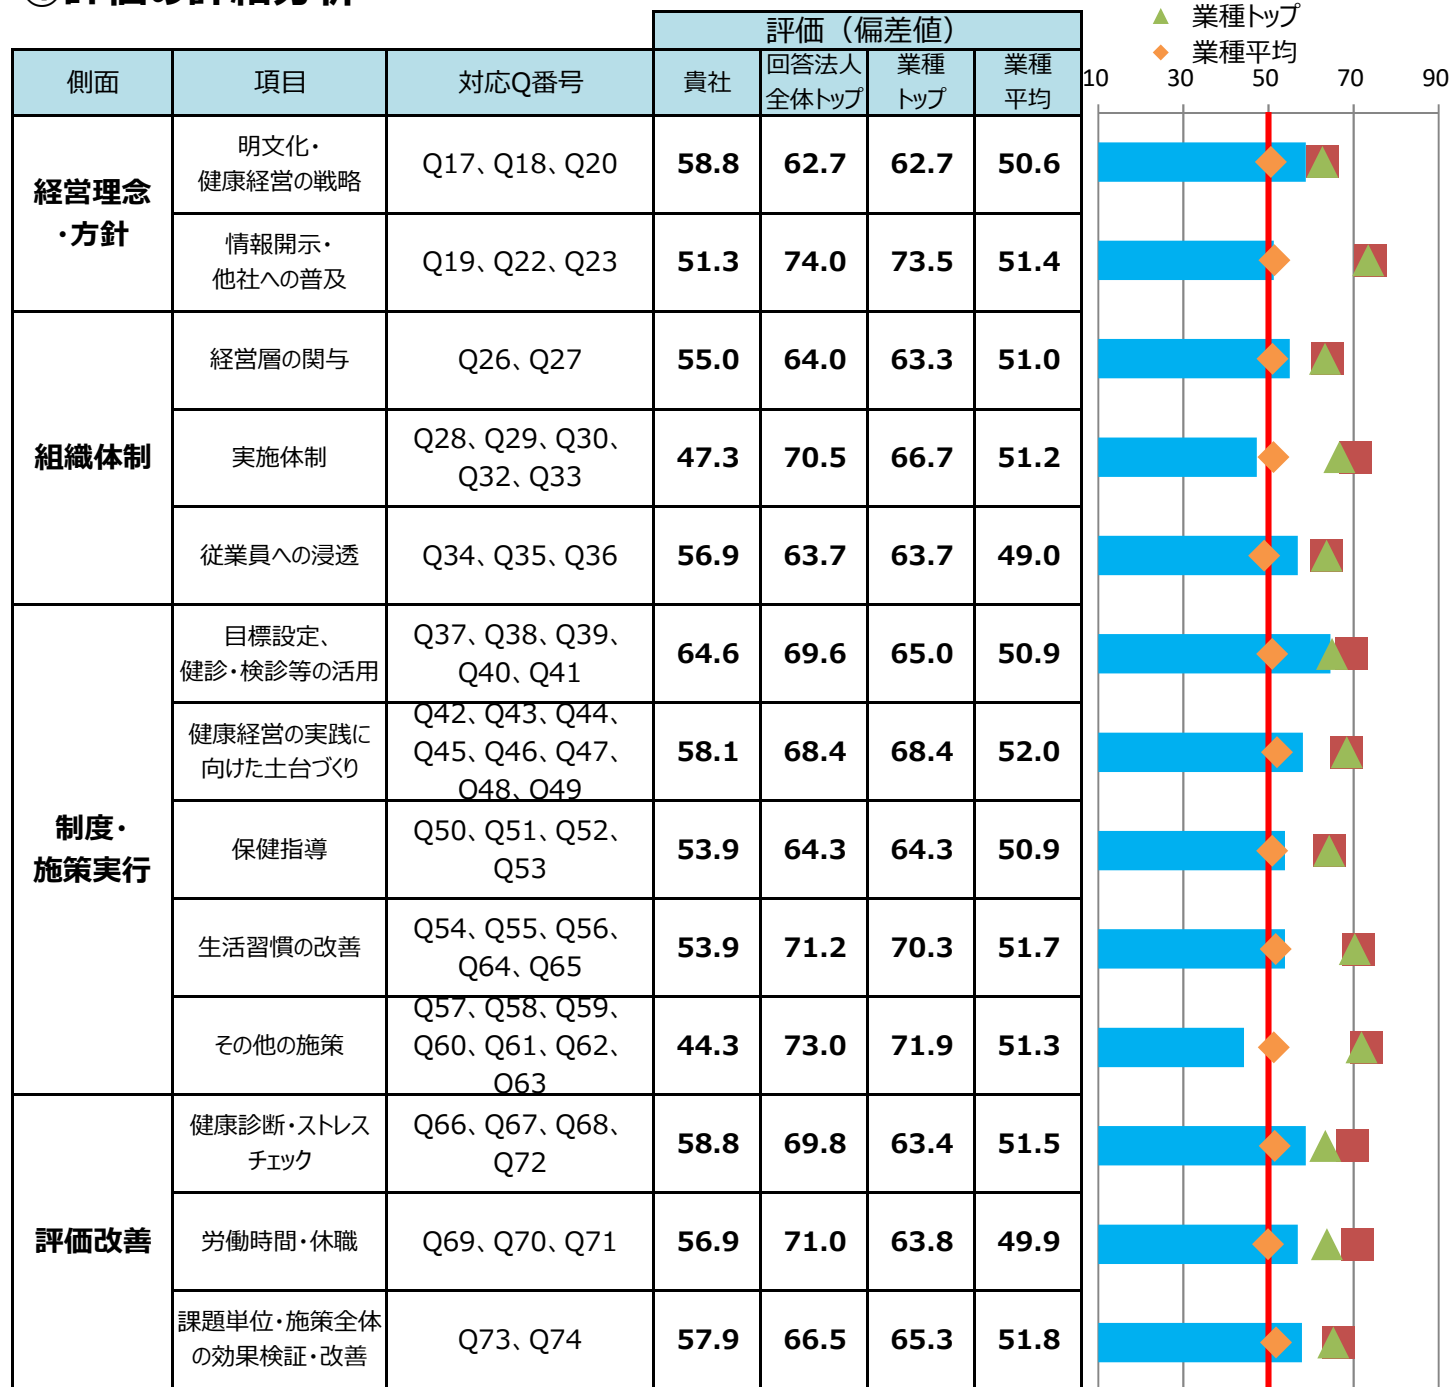 ①評価の詳細分析
▲ 業種トップ
◆ 業種平均
評価（偏差値）
側面 項目 対応Q番号 貴社 回答法人全体トップ 業種トップ 業種平均
10 30 50 70 90
経営理念・方針
明文化・健康経営の戦略 Q17、Q18、Q20 58.8 62.7 62.7 50.6
情報開示・他社への普及 Q19、Q22、Q23 51.3 74.0 73.5 51.4
組織体制
経営層の関与 Q26、Q27 55.0 64.0 63.3 51.0
実施体制 Q28、Q29、Q30、Q32、Q33 47.3 70.5 66.7 51.2
従業員への浸透 Q34、Q35、Q36 56.9 63.7 63.7 49.0
制度・施策実行
目標設定、健診・検診等の活用 Q37、Q38、Q39、Q40、Q41 64.6 69.6 65.0 50.9
健康経営の実践に向けた土台づくり Q42、Q43、Q44、Q45、Q46、Q47、Q48、Q49 58.1 68.4 68.4 52.0
保健指導 Q50、Q51、Q52、Q53 53.9 64.3 64.3 50.9
生活習慣の改善 Q54、Q55、Q56、Q64、Q65 53.9 71.2 70.3 51.7
その他の施策 Q57、Q58、Q59、Q60、Q61、Q62、Q63 44.3 73.0 71.9 51.3
評価改善
健康診断・ストレスチェック Q66、Q67、Q68、Q72 58.8 69.8 63.4 51.5
労働時間・休職 Q69、Q70、Q71 56.9 71.0 63.8 49.9
課題単位・施策全体の効果検証・改善 Q73、Q74 57.9 66.5 65.3 51.8